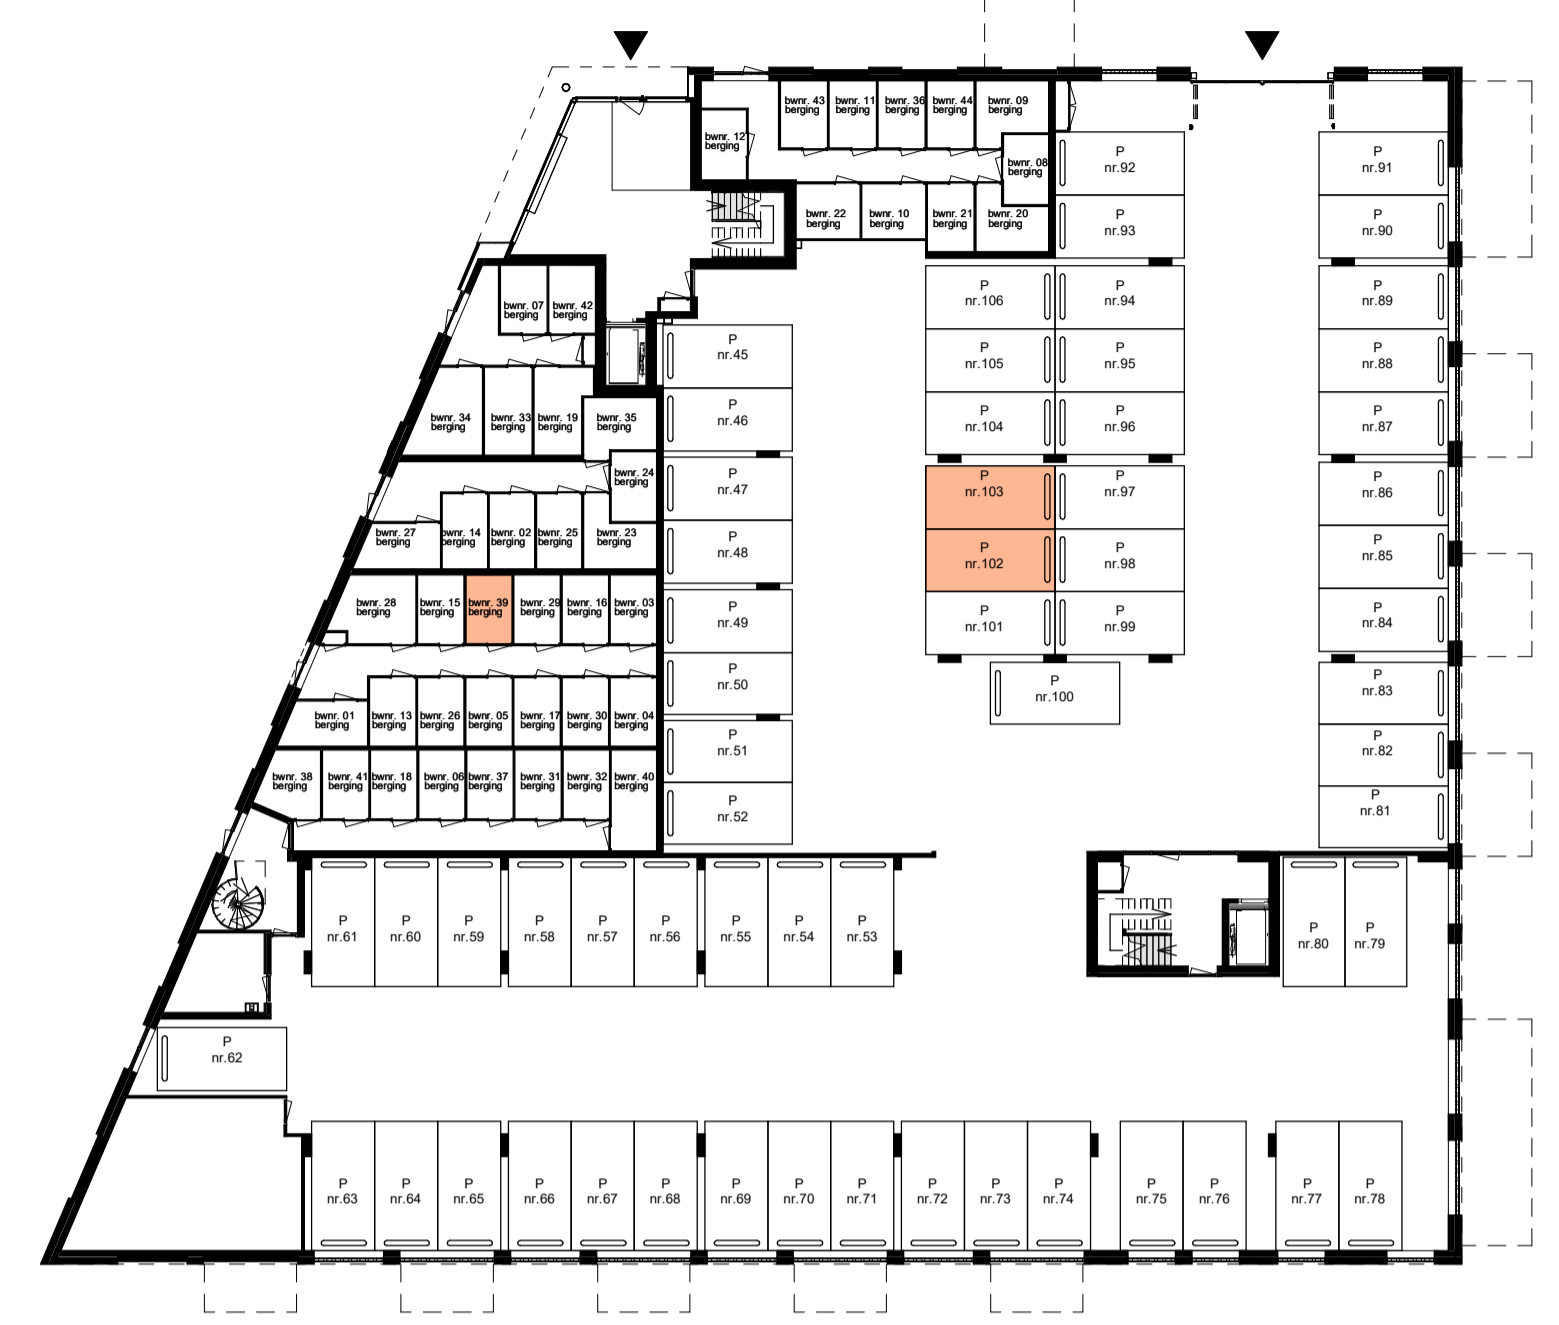 bwnr. 43
berging
bwnr. 11
berging
bwnr. 36
berging
bwnr. 44
berging
bwnr. 09
berging
bwnr. 12
berging
bwnr. 08
berging
bwnr. 22
berging
bwnr. 10
berging
bwnr. 21
berging
bwnr. 20
berging
P
nr.92
P
nr.91
P
nr.93
P
nr.90
bwnr. 07
berging
bwnr. 42
berging
P
nr.106
P
nr.94
P
nr.89
P
nr.45
P
nr.105
P
nr.95
P
nr.88
bwnr. 34
berging
bwnr. 33
berging
bwnr. 19
berging
bwnr. 35
berging
P
nr.46
P
nr.104
P
nr.96
P
nr.87
bwnr. 24
berging
P
nr.47
P
nr.103
P
nr.97
P
nr.86
bwnr. 27
berging
bwnr. 14
berging
bwnr. 02
berging
bwnr. 25
berging
bwnr. 23
berging
P
nr.48
P
nr.102
P
nr.98
P
nr.85
bwnr. 28
berging
bwnr. 15
berging
bwnr. 39
berging
bwnr. 29
berging
bwnr. 16
berging
bwnr. 03
berging
P
nr.49
P
nr.101
P
nr.99
P
nr.84
P
nr.50
P
nr.100
P
nr.83
bwnr. 01
berging
bwnr. 13
berging
bwnr. 26
berging
bwnr. 05
berging
bwnr. 17
berging
bwnr. 30
berging
bwnr. 04
berging
P
nr.51
P
nr.82
bwnr. 38
berging
bwnr. 41
berging
bwnr. 18
berging
bwnr. 06
berging
bwnr. 37
berging
bwnr. 31
berging
bwnr. 32
berging
bwnr. 40
berging
P
nr.52
P
nr.81
P
nr.61
P
nr.60
P
nr.59
P
nr.58
P
nr.57
P
nr.56
P
nr.55
P
nr.54
P
nr.53
P
nr.80
P
nr.79
P
nr.62
P
nr.63
P
nr.64
P
nr.65
P
nr.66
P
nr.67
P
nr.68
P
nr.69
P
nr.70
P
nr.71
P
nr.72
P
nr.73
P
nr.74
P
nr.75
P
nr.76
P
nr.77
P
nr.78